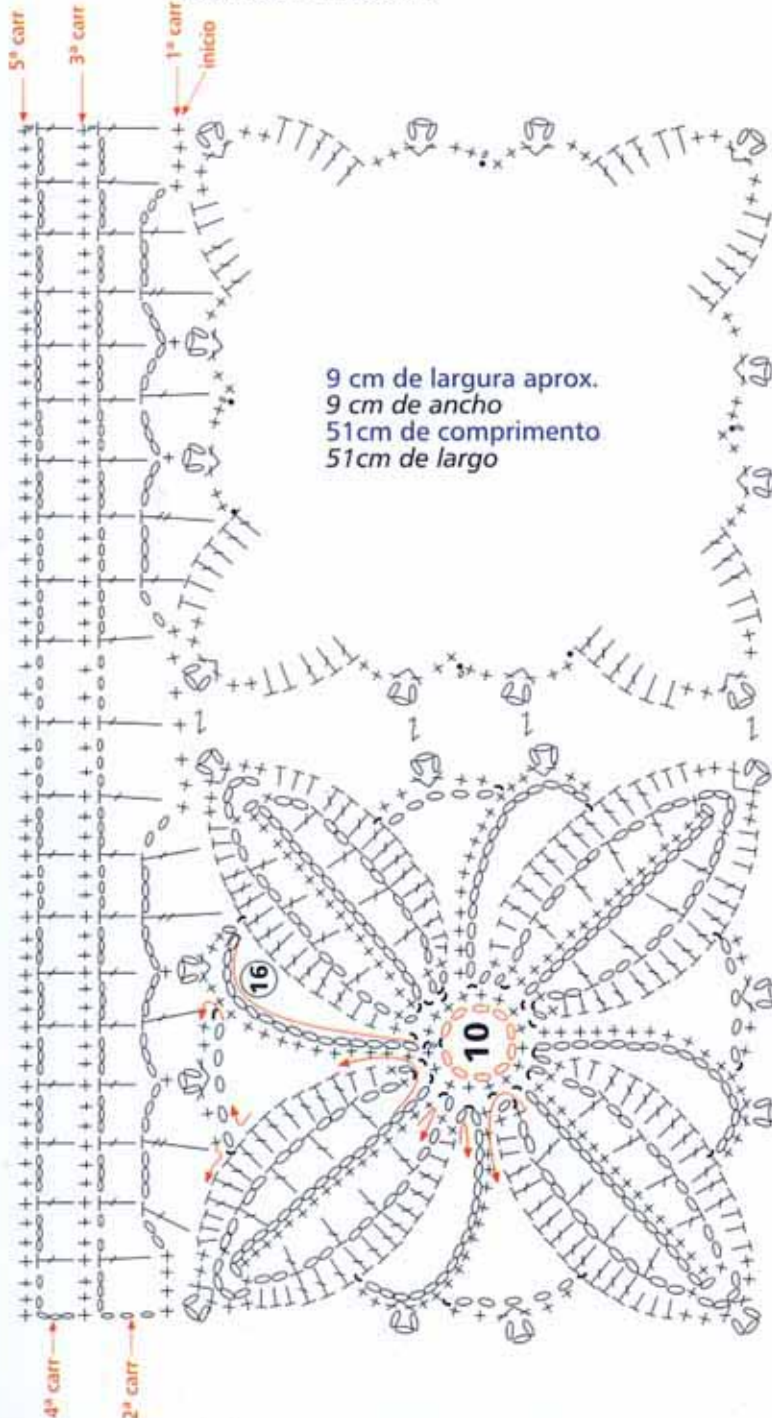 5ª carr
3ª carr
1ª carr
início
9 cm de largura aprox.
9 cm de ancho
51cm de comprimento
51cm de largo
16
10
4ª carr
2ª carr